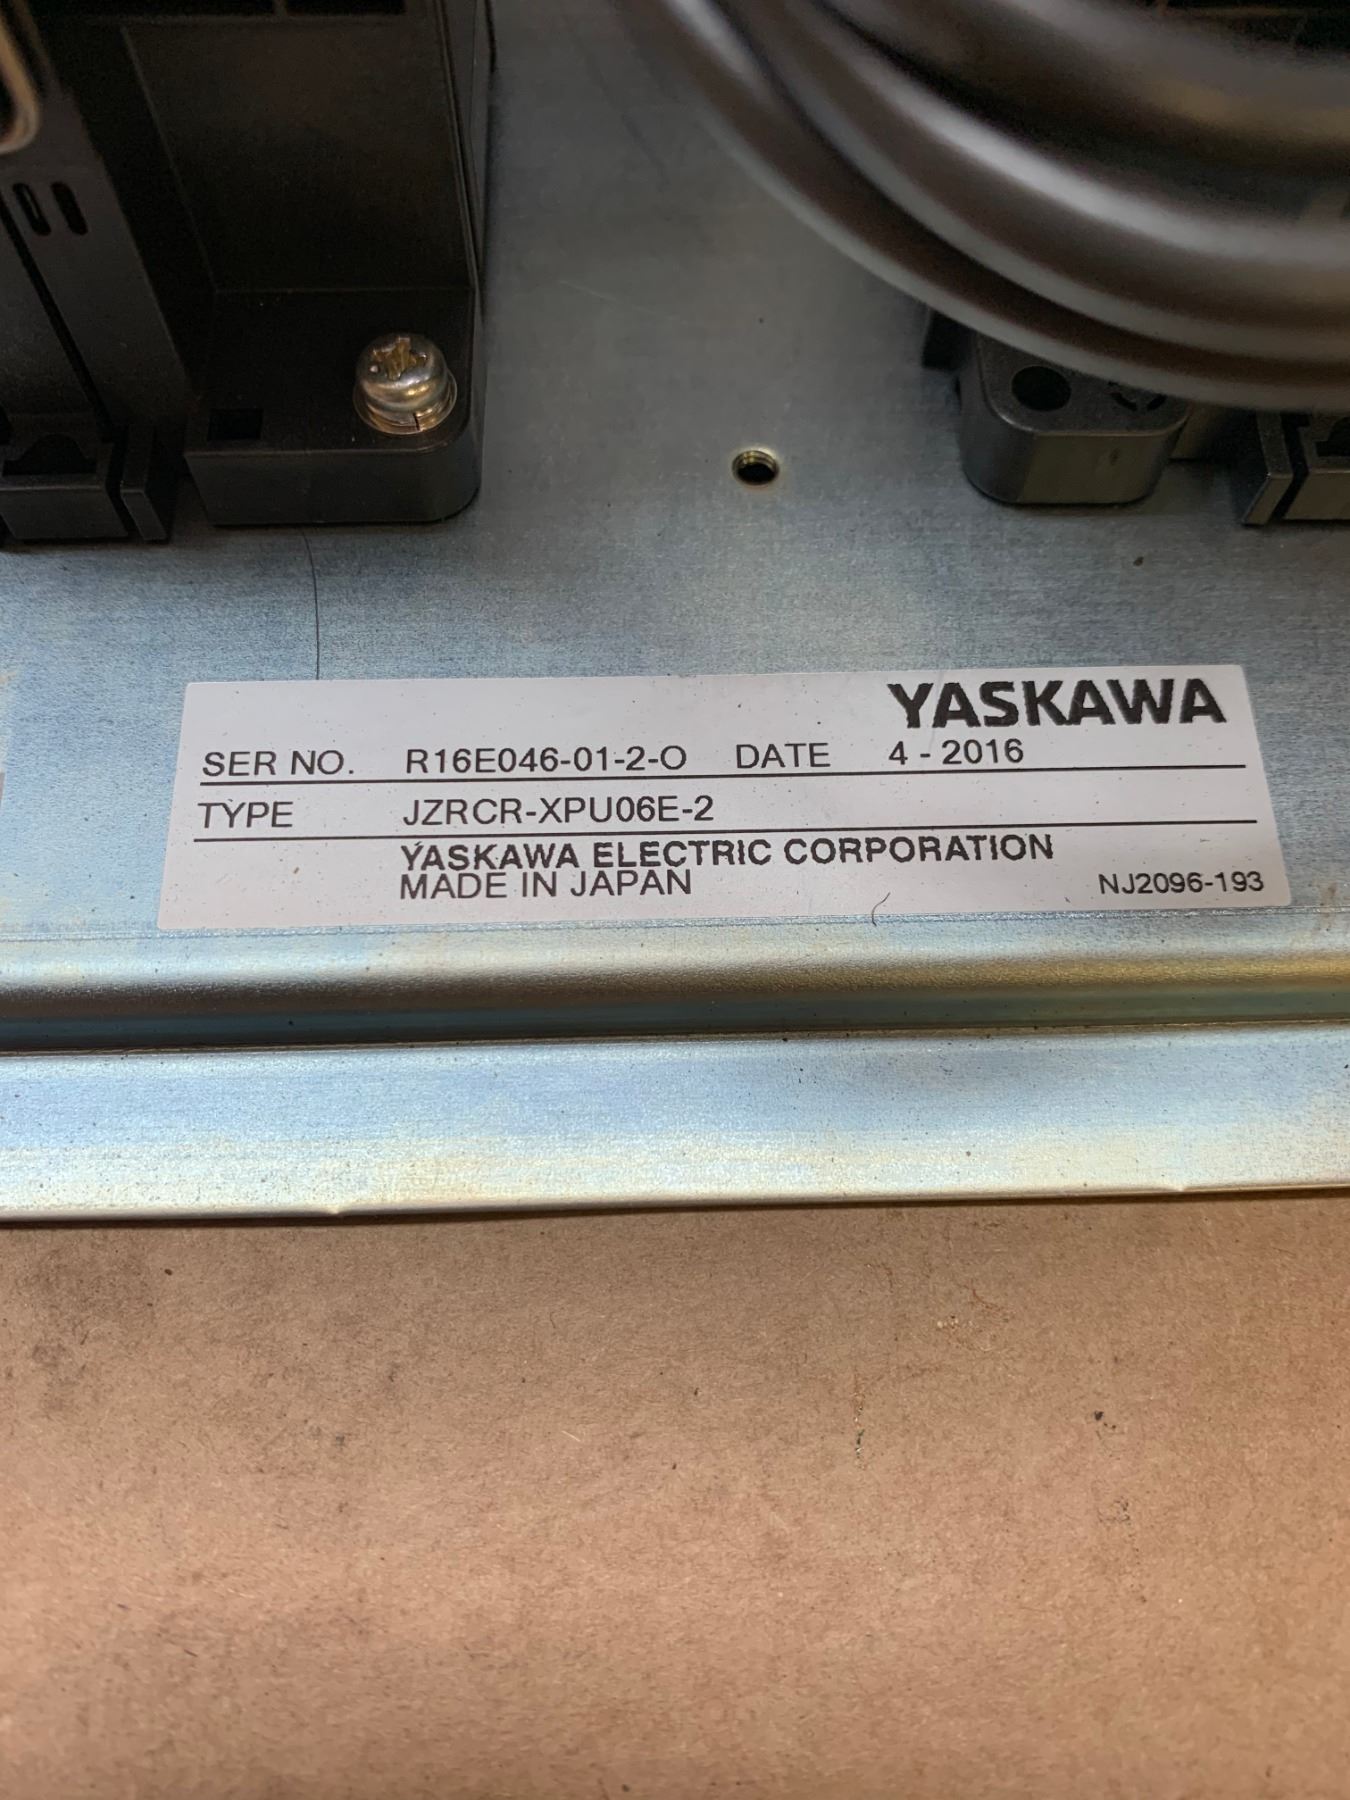 YASKAWA
SER NO. R16E046-01-2-O DATE 4 - 2016
TYPE JZRCR-XPU06E-2
YASKAWA ELECTRIC CORPORATION
MADE IN JAPAN NJ2096-193